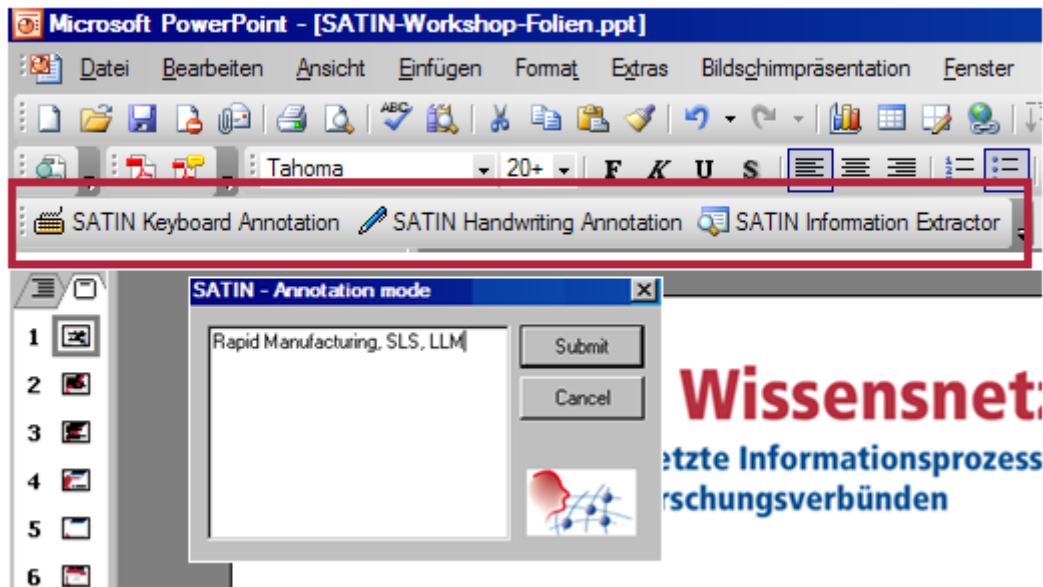 Microsoft PowerPoint - [SATIN-Workshop-Folien.ppt]
Datei Bearbeiten Ansicht Einfügen Format Extras Bildschirmpräsentation Fenster
ABC
Tahoma 20+ F K U S
SATIN Keyboard Annotation SATIN Handwriting Annotation SATIN Information Extractor
SATIN - Annotation mode
Rapid Manufacturing, SLS, LLM
Submit
Cancel
1
2
3
4
5
6
Wissensnetz
etzte Informationsprozess
rschungsverbünden